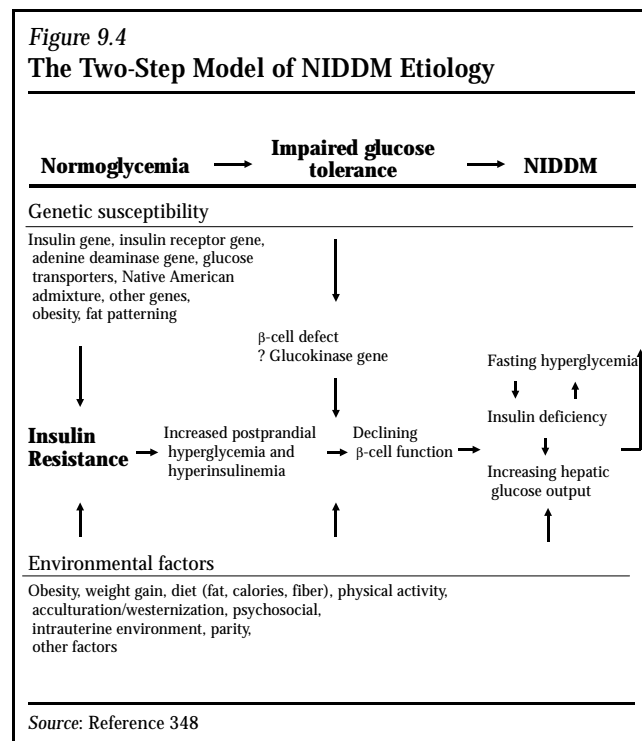 Figure 9.4
The Two-Step Model of NIDDM Etiology
Normoglycemia
Impaired glucose
tolerance
NIDDM
Genetic susceptibility
Insulin gene, insulin receptor gene,
adenine deaminase gene, glucose
transporters, Native American
admixture, other genes,
obesity, fat patterning
β-cell defect
? Glucokinase gene
Fasting hyperglycemia
Insulin deficiency
Increasing hepatic
glucose output
Insulin
Resistance
Increased postprandial
hyperglycemia and
hyperinsulinemia
Declining
β-cell function
Environmental factors
Obesity, weight gain, diet (fat, calories, fiber), physical activity,
acculturation/westernization, psychosocial,
intrauterine environment, parity,
other factors
Source: Reference 348